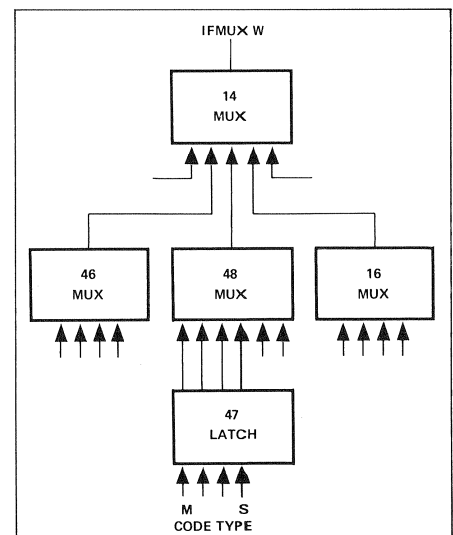 IFMUX W
14
MUX
46
MUX
48
MUX
16
MUX
47
LATCH
M S
CODE TYPE